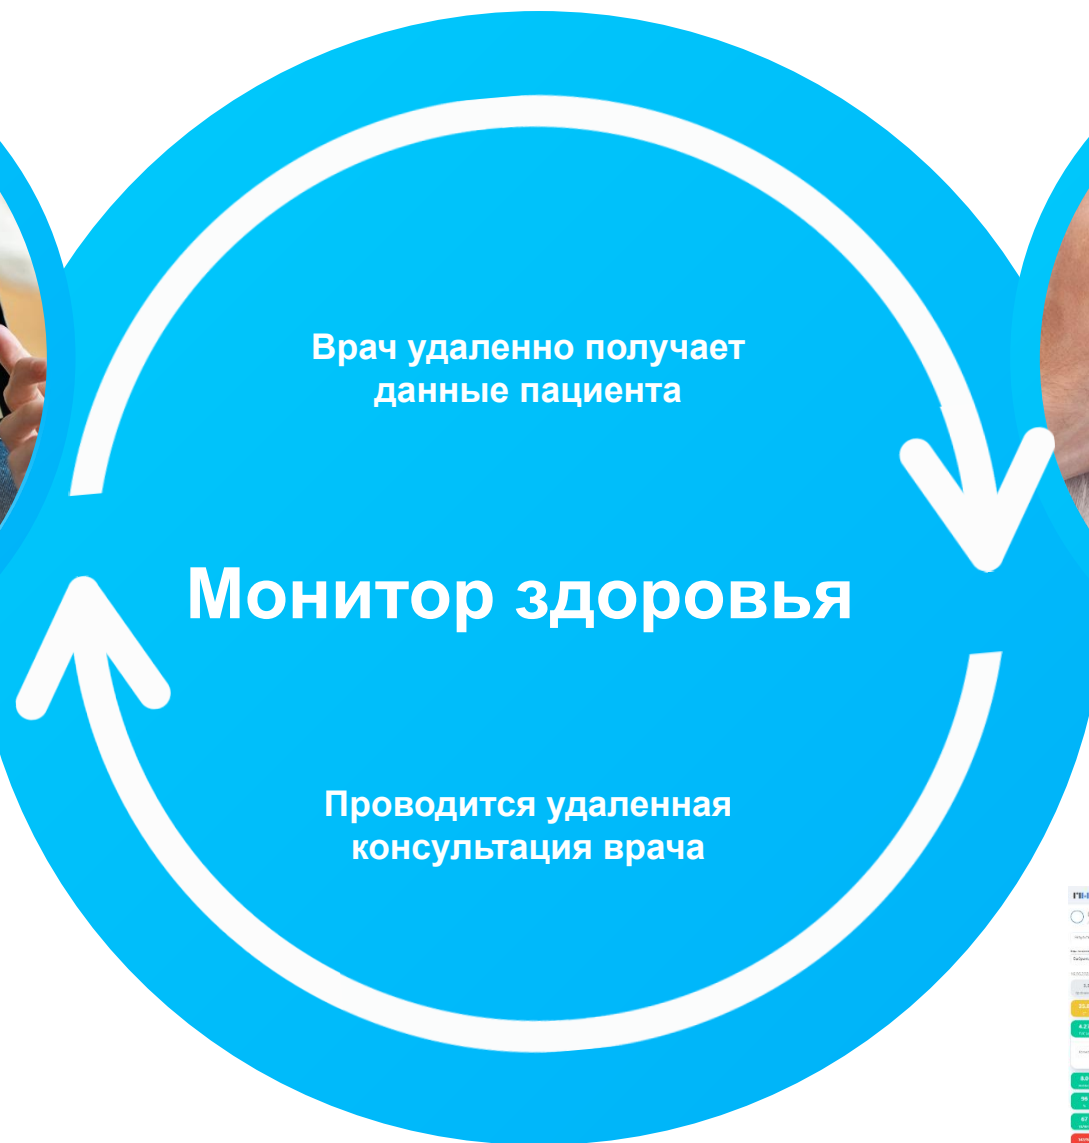 Врач удаленно получает
данные пациента
Монитор здоровья
Проводится удаленная
консультация врача